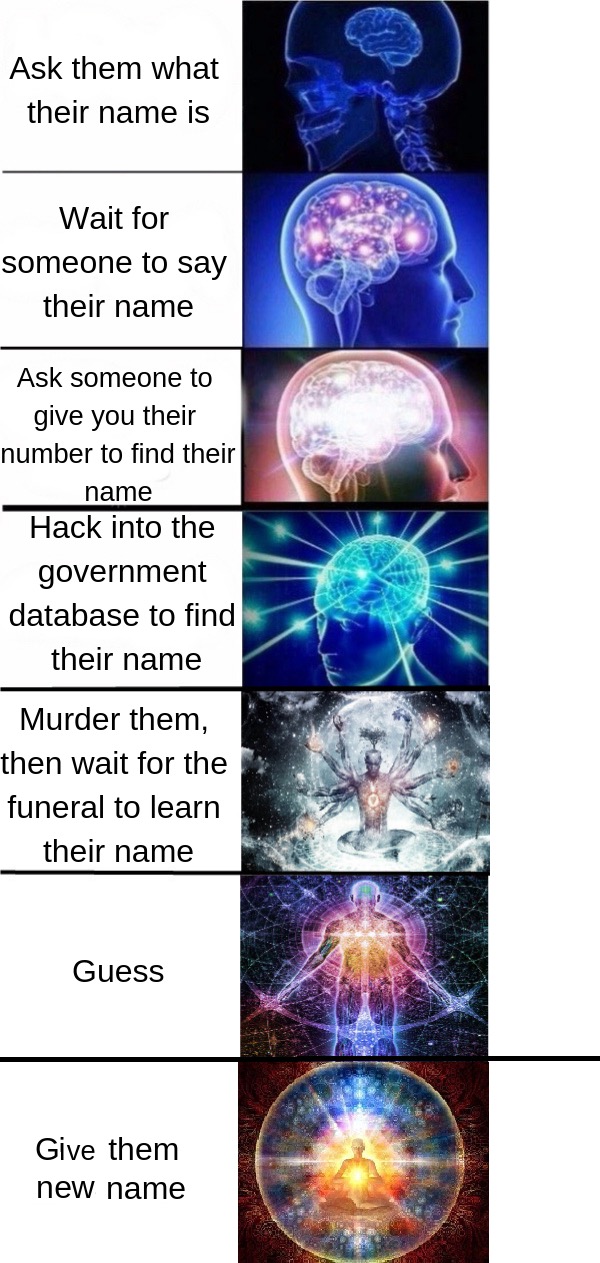 Ask them what
their name is
Wait for
someone to say
their name
Ask someone to
give you their
number to find their
name
Hack into the
government
database to find
their name
Murder them,
then wait for the
funeral to learn
their name
Guess
Give them
new name